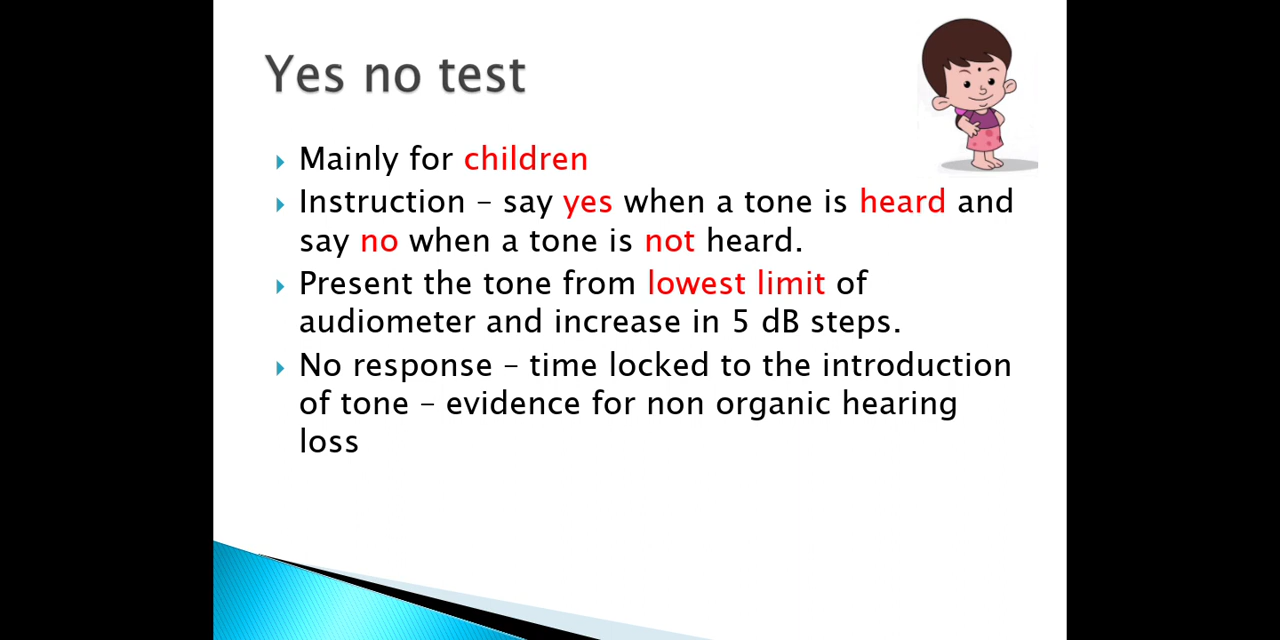 Yes no test
Mainly for children
Instruction – say yes when a tone is heard and
say no when a tone is not heard.
Present the tone from lowest limit of
audiometer and increase in 5 dB steps.
No response – time locked to the introduction
of tone – evidence for non organic hearing
loss